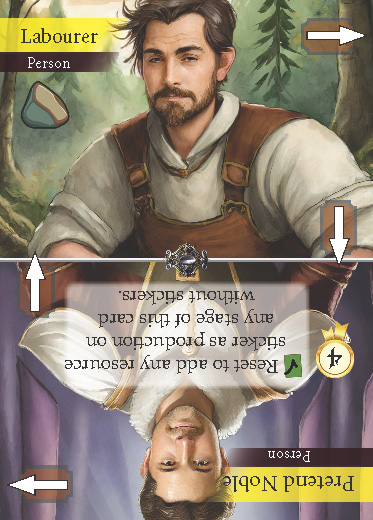 Labourer
Person
Pretend Noble
Person
4
Reset to add any resource
sticker as production on
any stage of this card
without stickers.